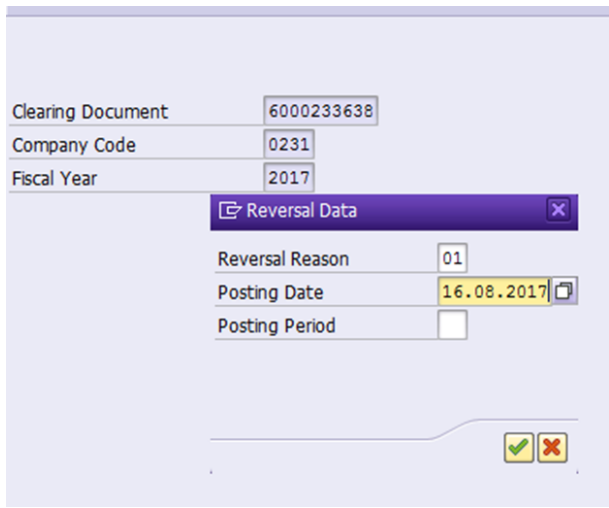 Clearing Document 6000233638
Company Code 0231
Fiscal Year 2017
Reversal Data
Reversal Reason 01
Posting Date 16.08.2017
Posting Period